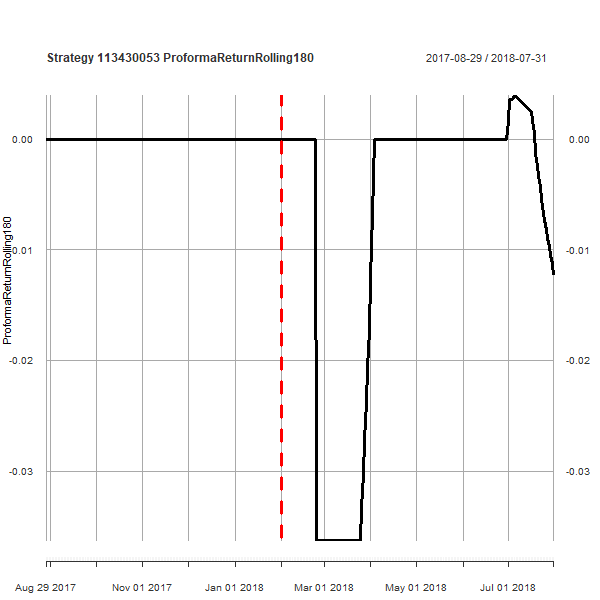 Strategy 113430053 ProformaReturnRolling180
2017-08-29 / 2018-07-31
ProformaReturnRolling180
0.00
0.00
-0.01
-0.01
-0.02
-0.02
-0.03
-0.03
Aug 29 2017
Nov 01 2017
Jan 01 2018
Mar 01 2018
May 01 2018
Jul 01 2018